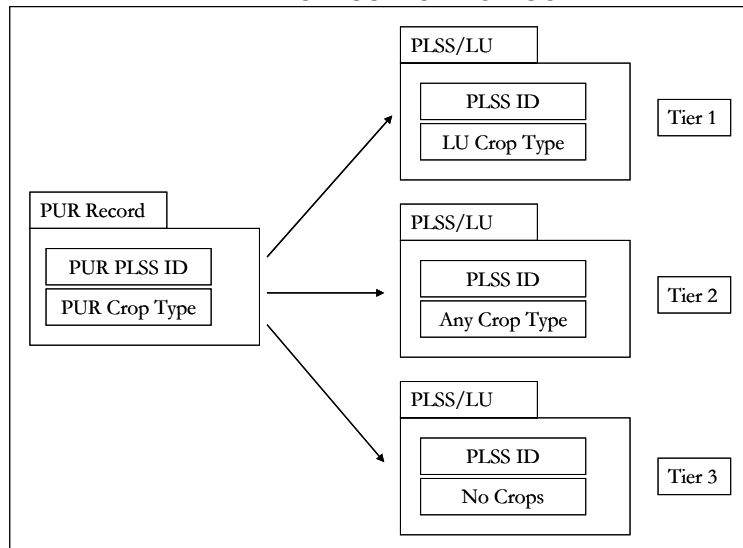 PLSS/LU
PLSS ID
LU Crop Type
Tier 1
PUR Record
PUR PLSS ID
PUR Crop Type
PLSS/LU
PLSS ID
Any Crop Type
Tier 2
PLSS/LU
PLSS ID
No Crops
Tier 3